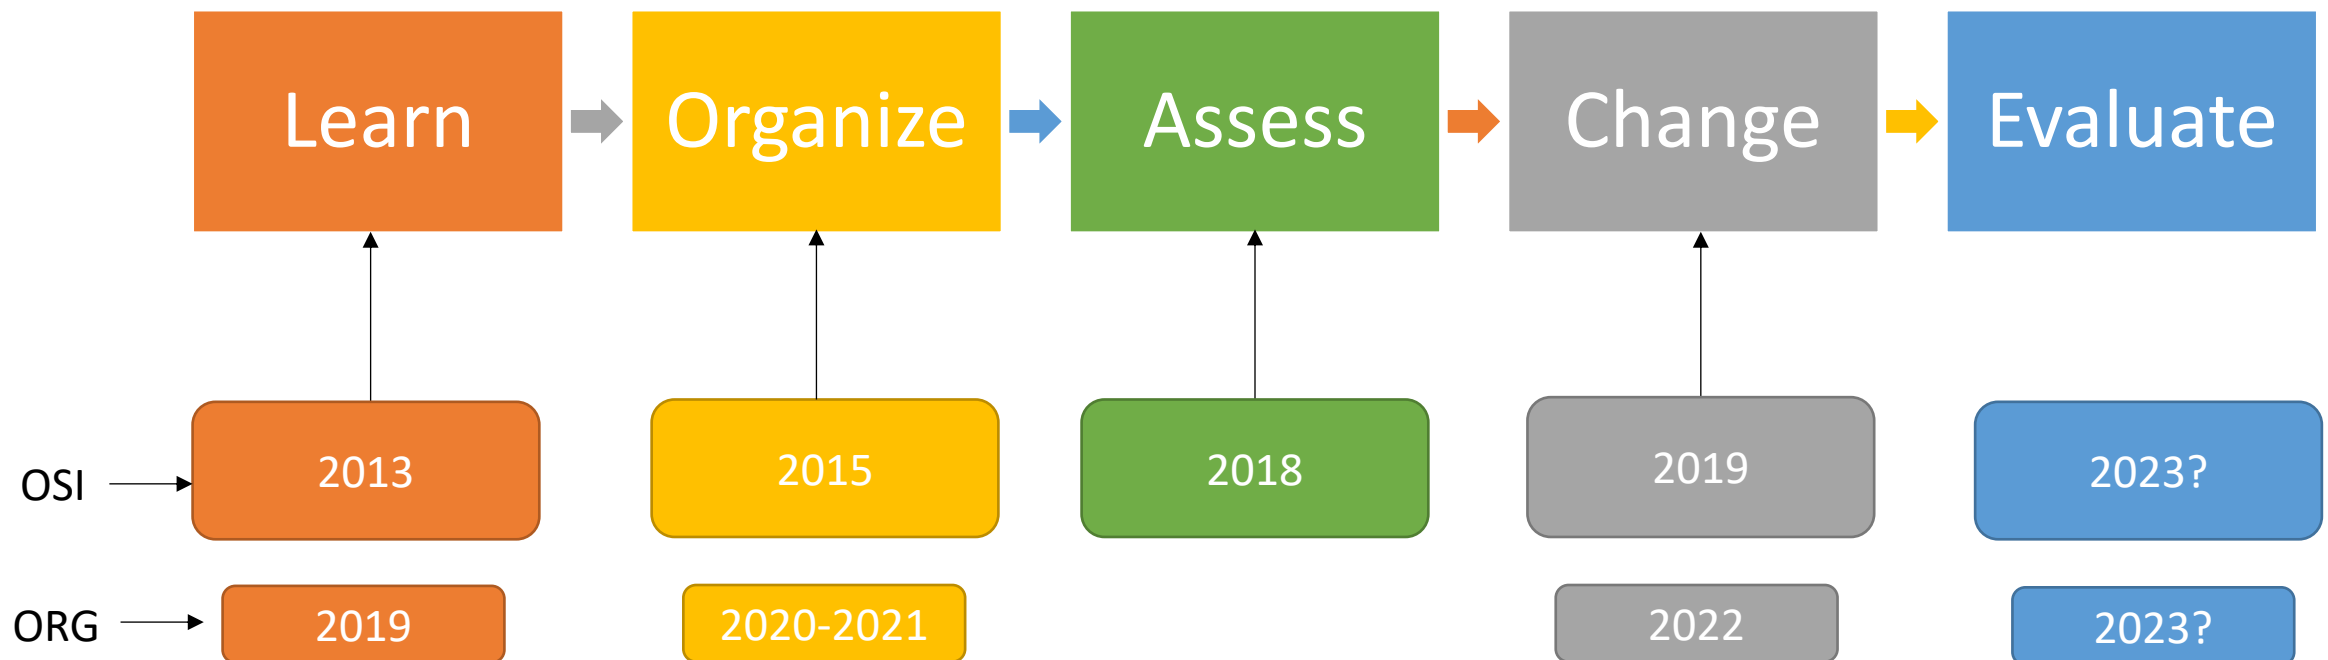 Learn
Organize
Assess
Change
Evaluate
OSI
2013
2015
2018
2019
2023?
ORG
2019
2020-2021
2022
2023?